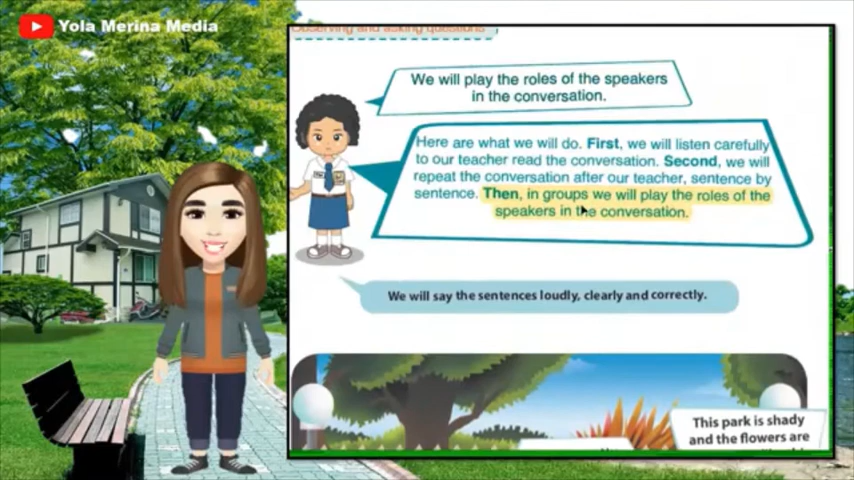 Yola Merina Media
Observing and asking questions
We will play the roles of the speakers
in the conversation.
Here are what we will do. First, we will listen carefully
to our teacher read the conversation. Second, we will
repeat the conversation after our teacher, sentence by
sentence. Then, in groups we will play the roles of the
speakers in the conversation.
We will say the sentences loudly, clearly and correctly.
This park is shady
and the flowers are